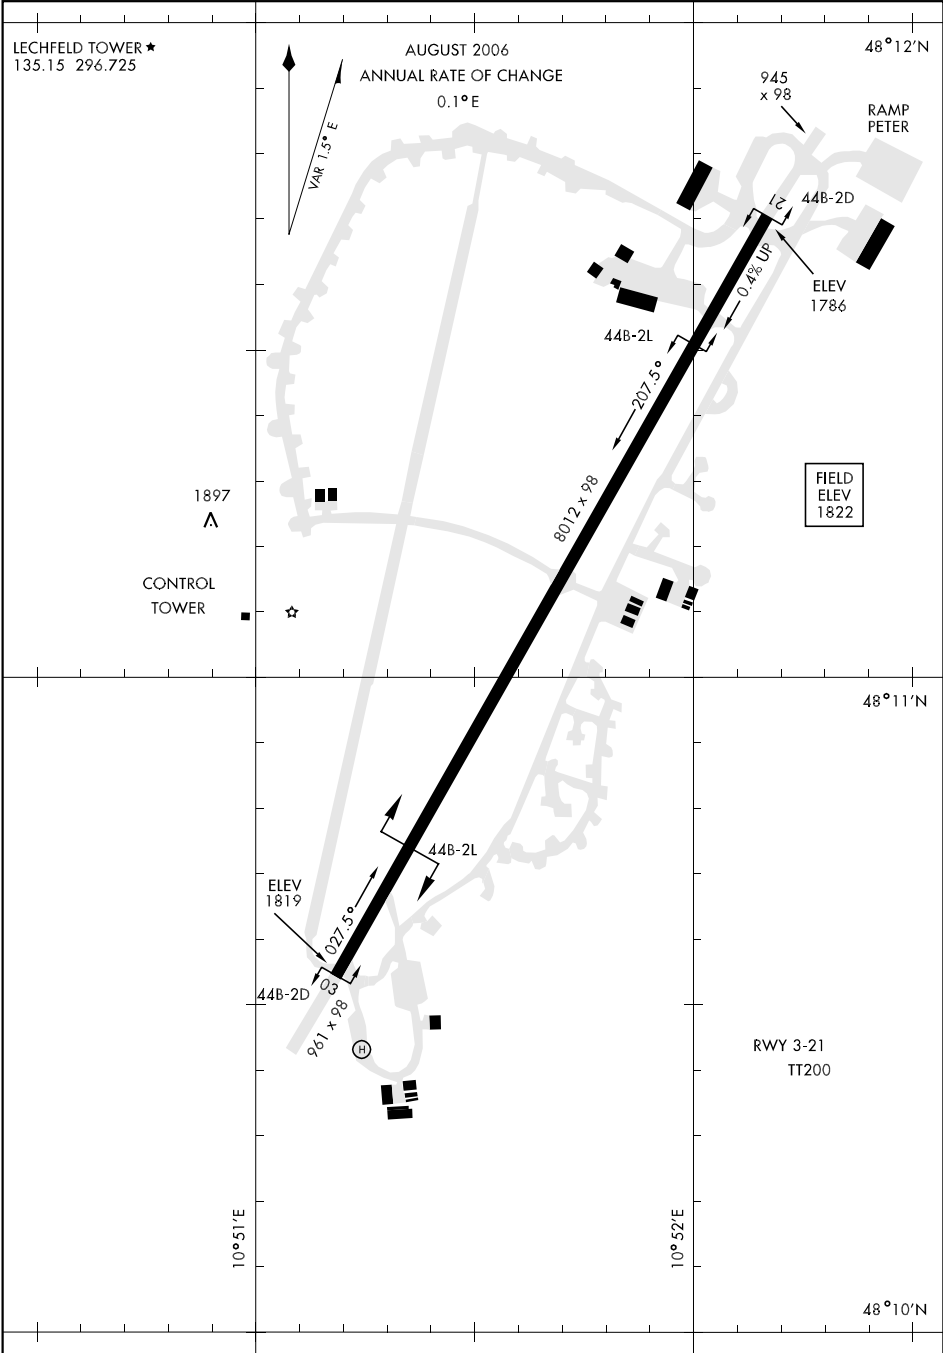 LECHFELD TOWER ★
135.15 296.725
AUGUST 2006
ANNUAL RATE OF CHANGE
0.1° E
VAR 1.5° E
48°12'N
945
x 98
RAMP
PETER
21
44B-2D
0.4% UP
ELEV
1786
44B-2L
207.5°
8012 x 98
FIELD
ELEV
1822
1897
CONTROL
TOWER
48°11'N
44B-2L
ELEV
1819
027.5°
03
44B-2D
961 x 98
H
RWY 3-21
TT200
10°51'E
10°52'E
48°10'N